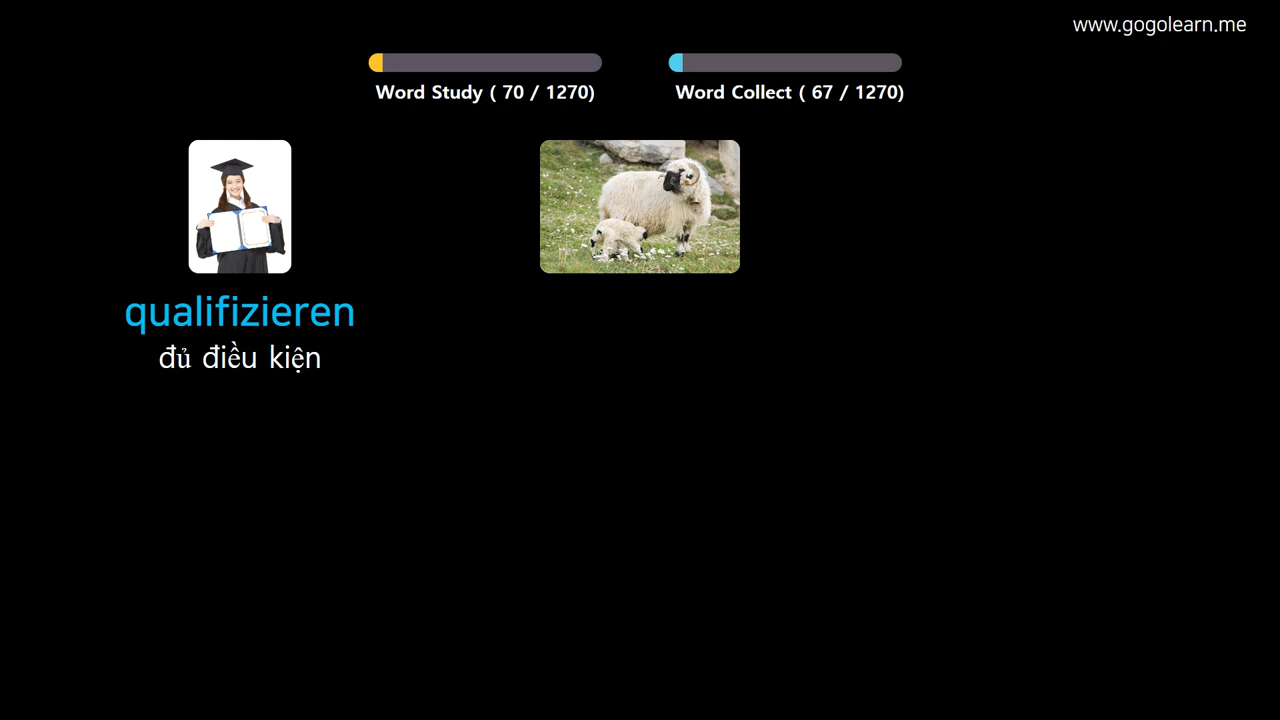 www.gogolearn.me
Word Study ( 70 / 1270)
Word Collect ( 67 / 1270)
qualifizieren
đủ điều kiện